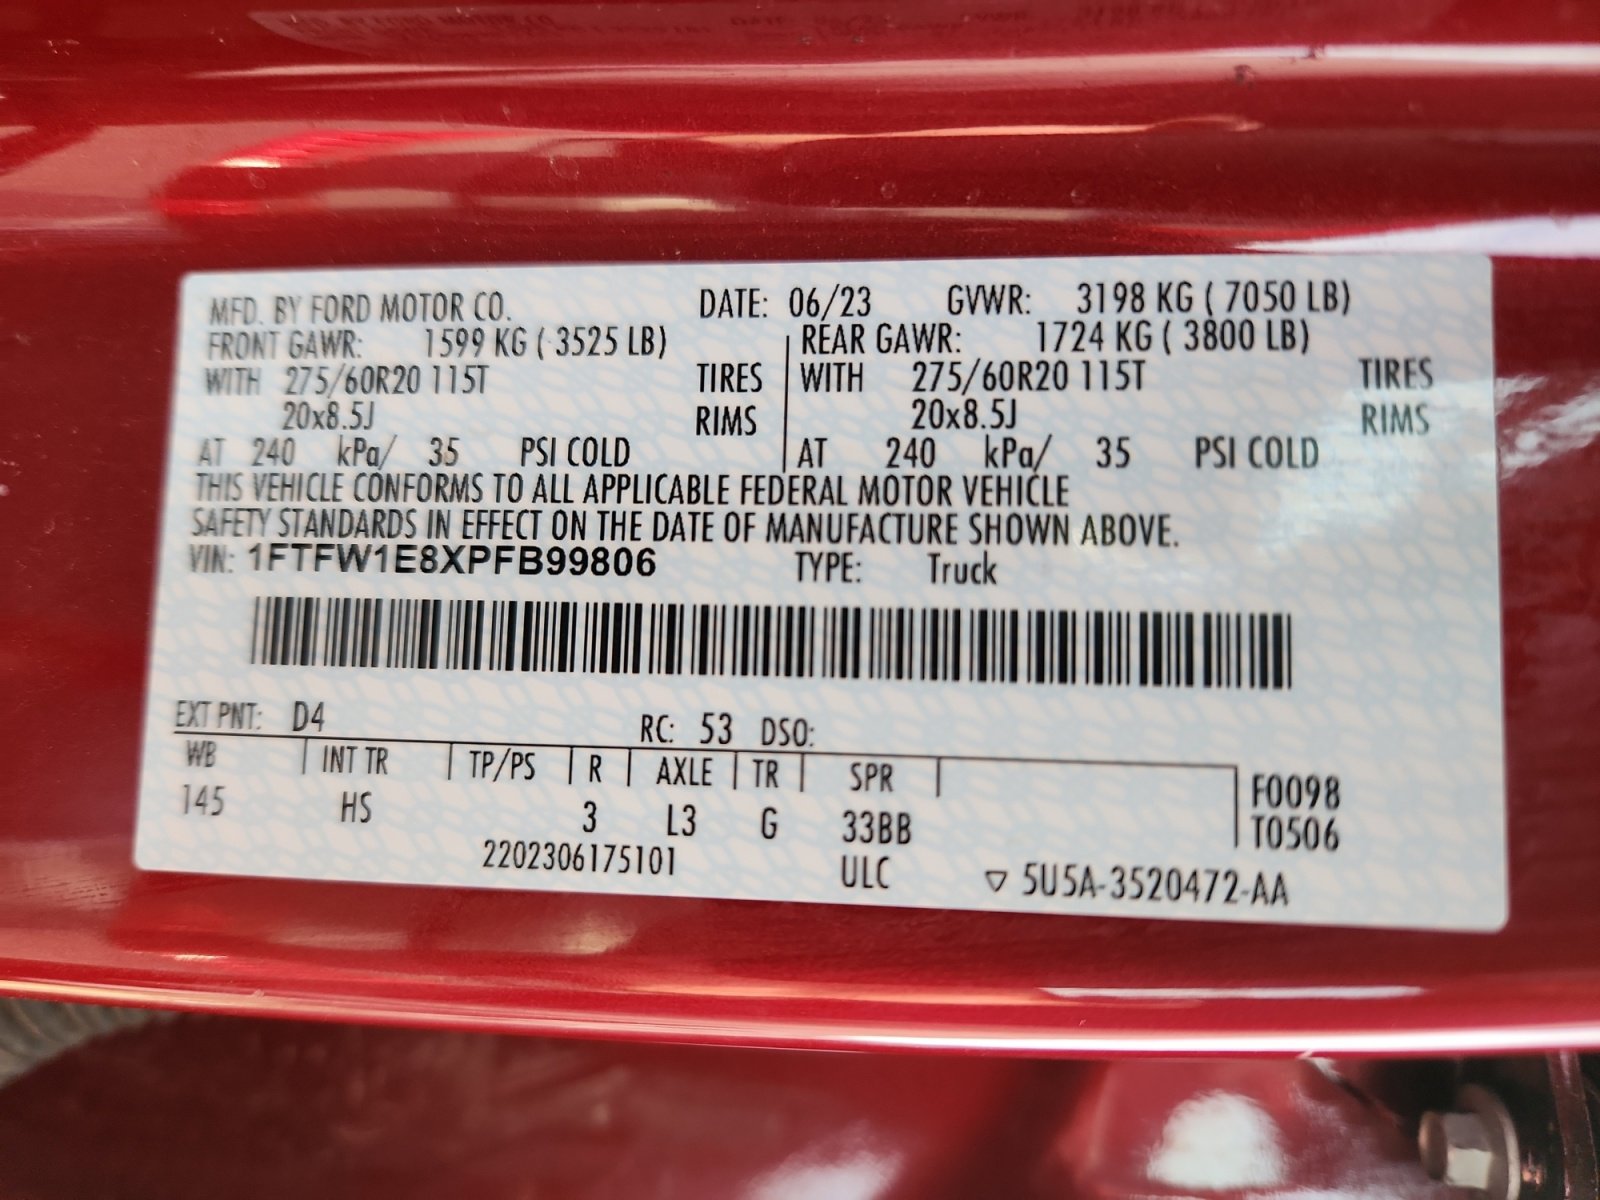 MFD. BY FORD MOTOR CO. DATE: 06/23 GVWR: 3198 KG ( 7050 LB)
FRONT GAWR: 1599 KG ( 3525 LB) REAR GAWR: 1724 KG ( 3800 LB)
WITH 275/60R20 115T TIRES WITH 275/60R20 115T TIRES
20x8.5J RIMS 20x8.5J RIMS
AT 240 kPa/ 35 PSI COLD AT 240 kPa/ 35 PSI COLD
THIS VEHICLE CONFORMS TO ALL APPLICABLE FEDERAL MOTOR VEHICLE
SAFETY STANDARDS IN EFFECT ON THE DATE OF MANUFACTURE SHOWN ABOVE.
VIN: 1FTFW1E8XPFB99806 TYPE: Truck
EXT PNT: D4 RC: 53 DSO:
WB INT TR TP/PS R AXLE TR SPR F0098
145 HS 3 L3 G 33BB T0506
2202306175101 ULC ▽ 5U5A-3520472-AA